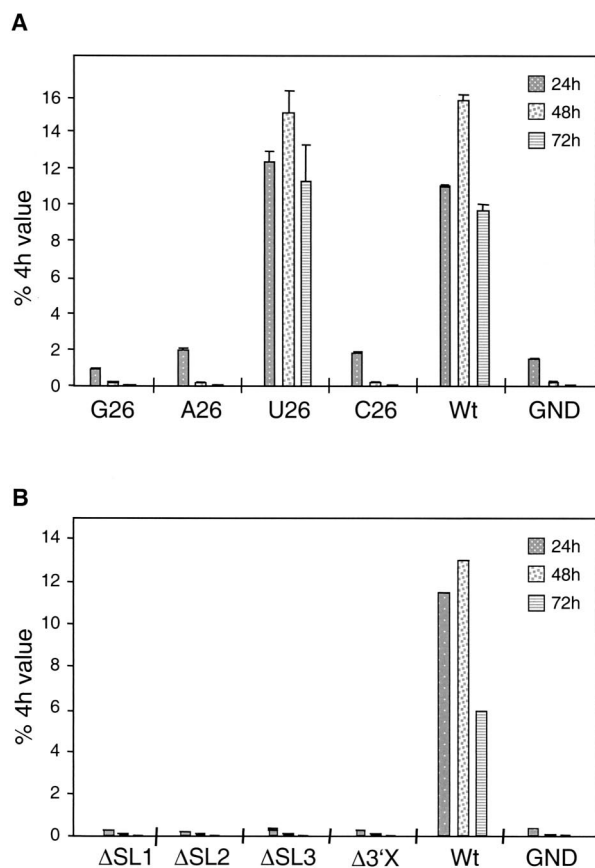 A
% 4h value
16
14
12
10
8
6
4
2
0
24h
48h
72h
G26 A26 U26 C26 Wt GND
B
% 4h value
14
12
10
8
6
4
2
0
24h
48h
72h
ΔSL1 ΔSL2 ΔSL3 Δ3'X Wt GND